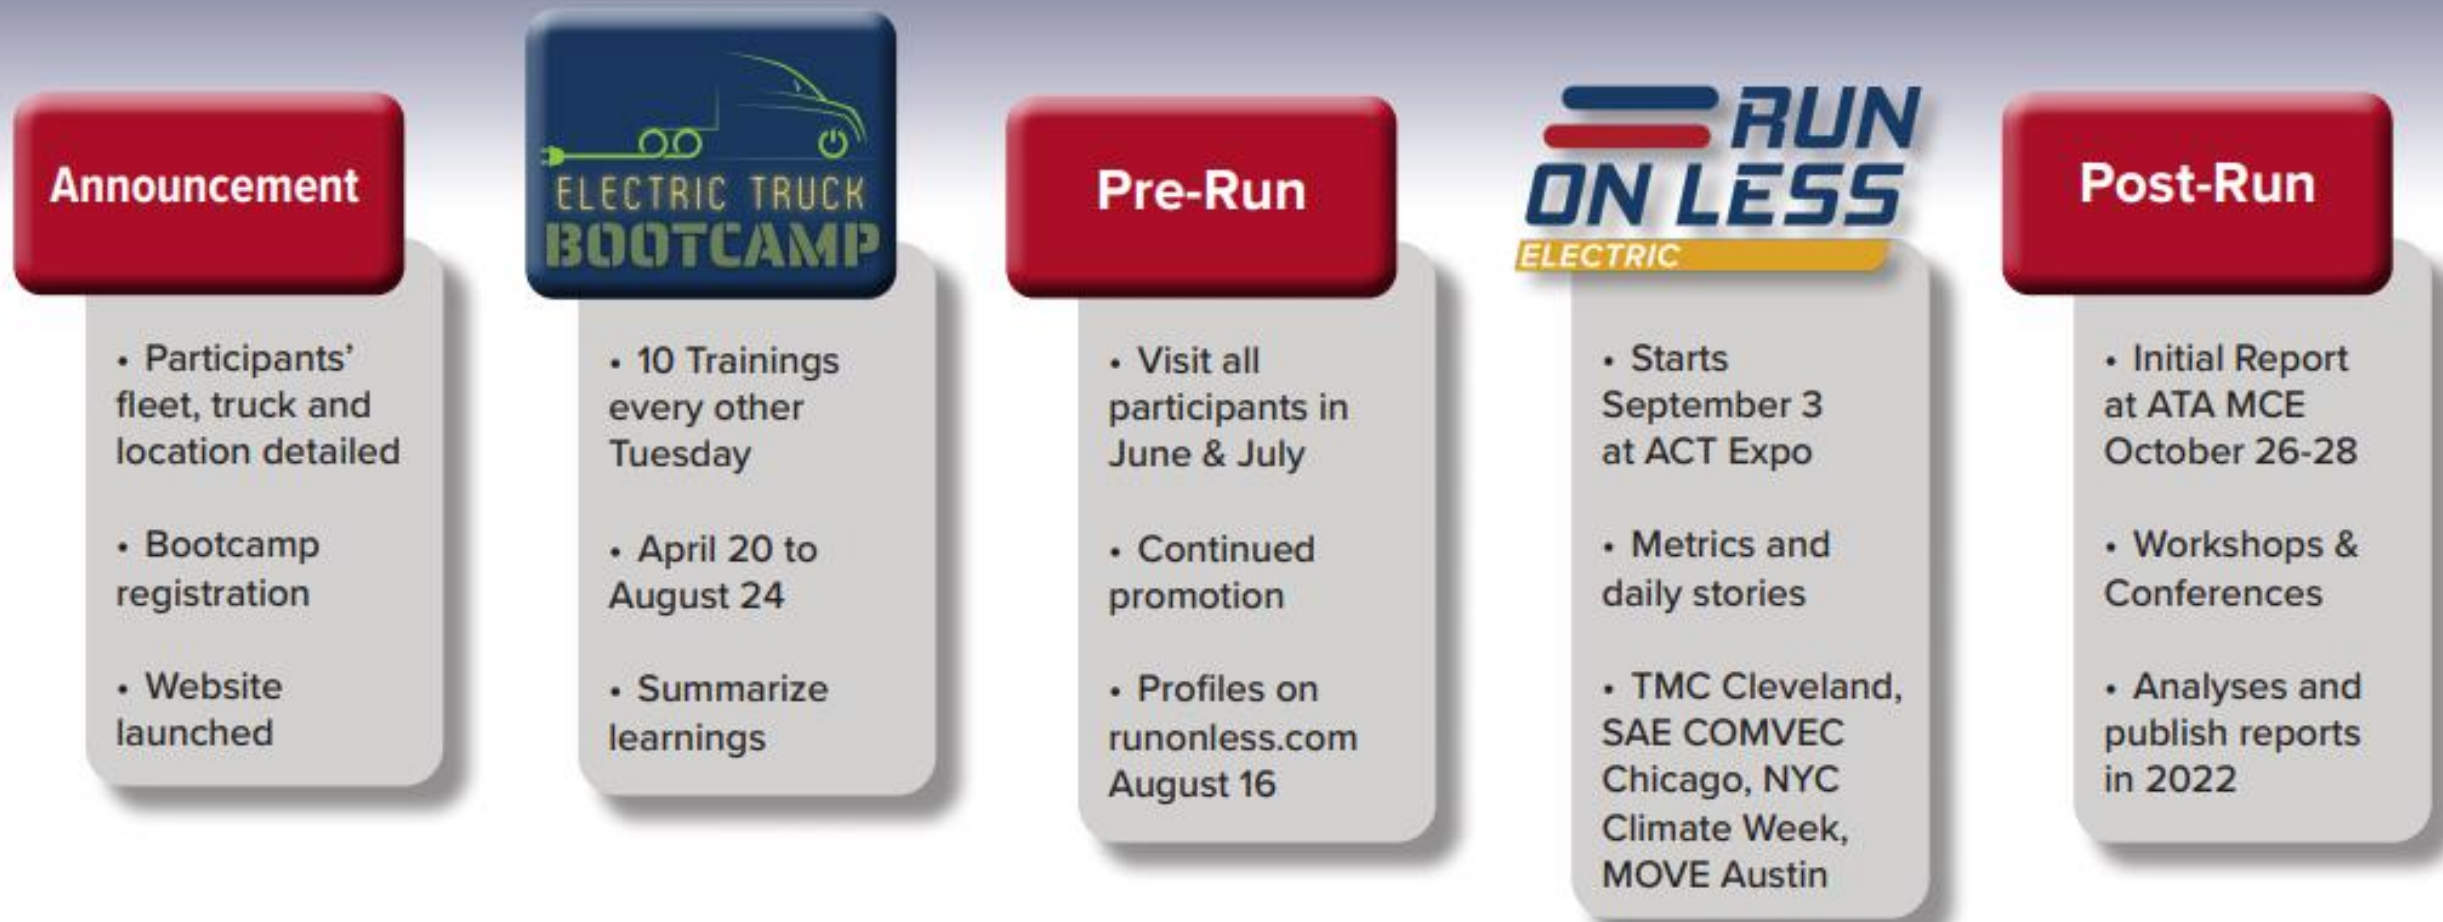 Announcement
• Participants'
fleet, truck and
location detailed
• Bootcamp
registration
• Website
launched
ELECTRIC TRUCK
BOOTCAMP
• 10 Trainings
every other
Tuesday
• April 20 to
August 24
• Summarize
learnings
Pre-Run
• Visit all
participants in
June & July
• Continued
promotion
• Profiles on
runonless.com
August 16
RUN
ON LESS
ELECTRIC
• Starts
September 3
at ACT Expo
• Metrics and
daily stories
• TMC Cleveland,
SAE COMVEC
Chicago, NYC
Climate Week,
MOVE Austin
Post-Run
• Initial Report
at ATA MCE
October 26-28
• Workshops &
Conferences
• Analyses and
publish reports
in 2022